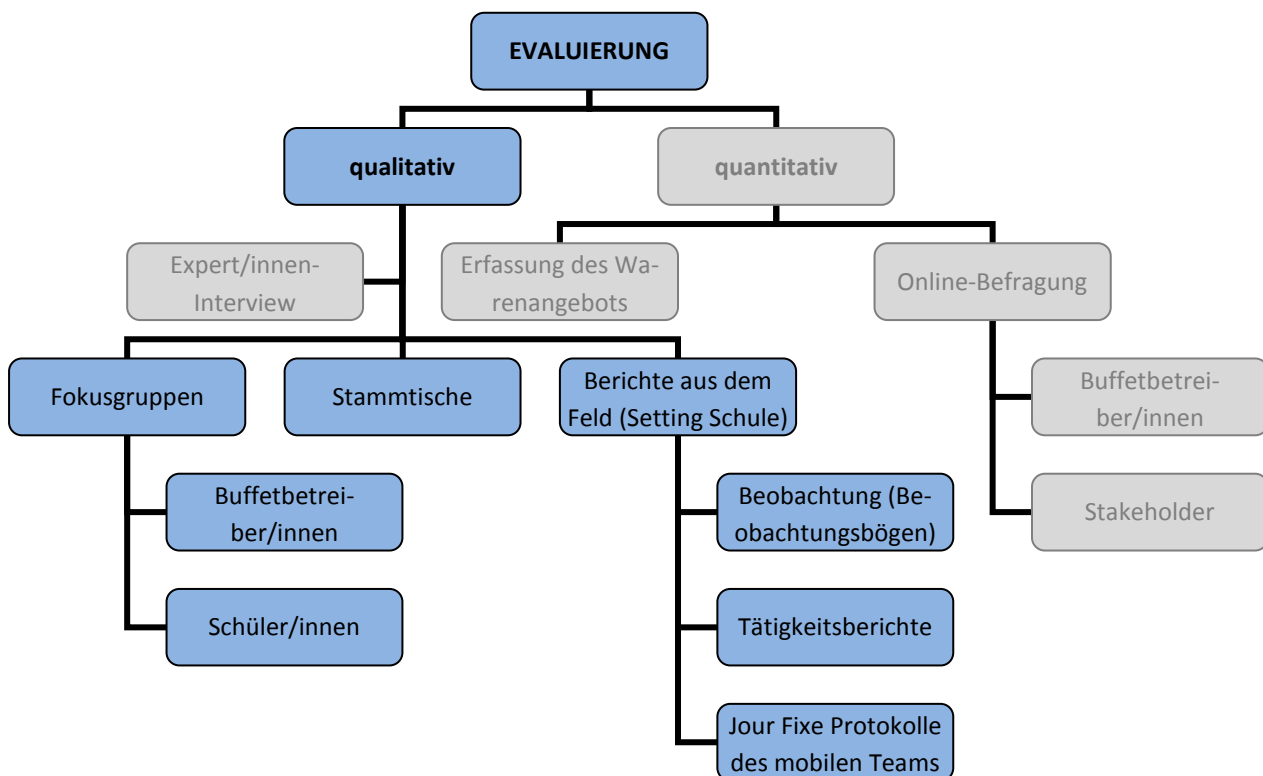 EVALUIERUNG
qualitativ
quantitativ
Expert/innen-
Interview
Erfassung des Wa-
renangebots
Online-Befragung
Fokusgruppen
Stammtische
Berichte aus dem
Feld (Setting Schule)
Buffetbetrei-
ber/innen
Buffetbetrei-
ber/innen
Beobachtung (Be-
obachtungsbögen)
Stakeholder
Schüler/innen
Tätigkeitsberichte
Jour Fixe Protokolle
des mobilen Teams